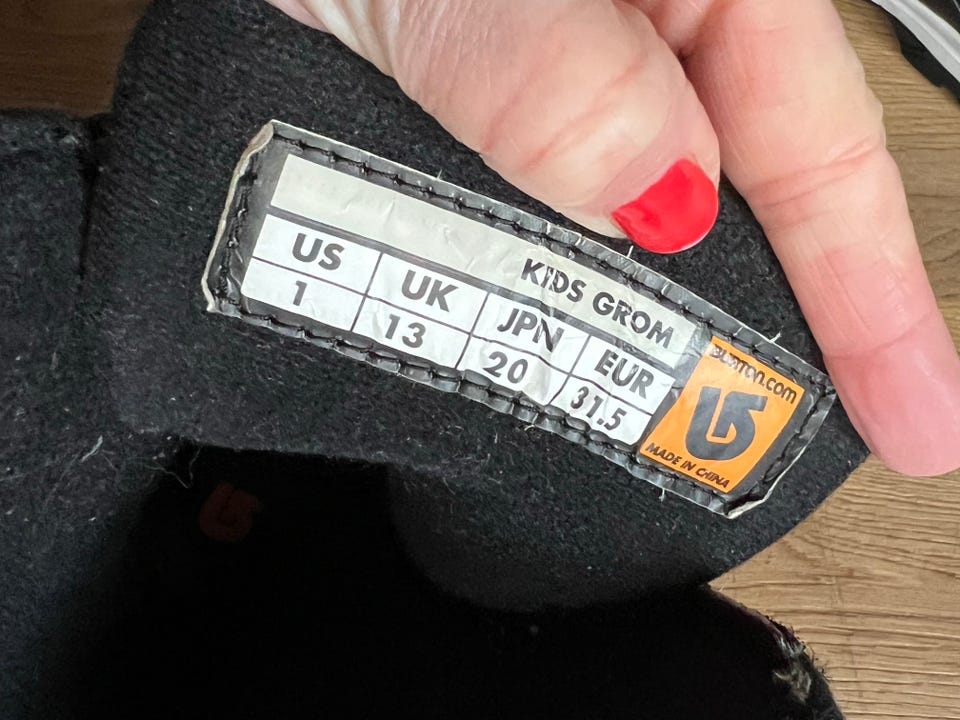 KIDS GROM
US UK JPN EUR
1 13 20 31.5
BURTON.COM
MADE IN CHINA